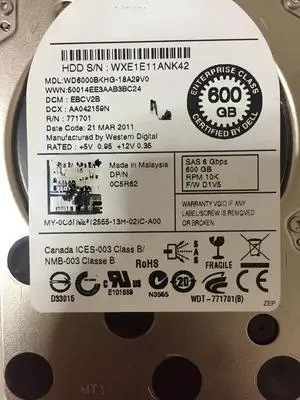 HDD S/N : WXE1E11ANK42
MDL:WD6000BKHG-18A29V0
WWN:50014EE3AAB3BC24
DCM : EBCV2B
DCX : AA042159N
R/N : 771701
Date Code : 21 MAR 2011
Manufactured by Western Digital
RATED : +5V 0.95 +12V 0.35
ENTERPRISE CLASS
600
GB
CERTIFIED BY DELL
Made in Malaysia
DP/N
0C5R62
SAS 6 Gbps
600 GB
RPM 10K
F/W D1V5
WARRANTY VOID IF ANY
LABEL/SCREW IS REMOVED
OR BROKEN
Canada ICES-003 Class B/
NMB-003 Classe B
RoHS
SAS
FRAGILE
D33015
E101559
N3565
20
WDT-771701(B)
ZEP